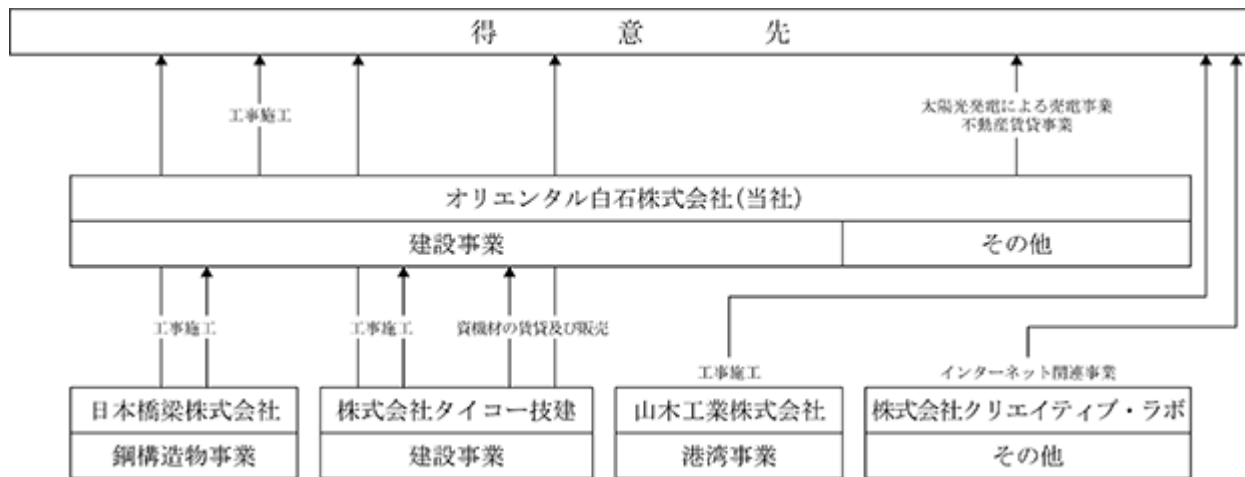 得意先
工事施工
太陽光発電による売電事業
不動産賃貸事業
オリエンタル白石株式会社(当社)
建設事業
その他
工事施工
工事施工
資機材の賃貸及び販売
工事施工
インターネット関連事業
日本橋梁株式会社
株式会社タイコー技建
山木工業株式会社
株式会社クリエイティブ・ラボ
鋼構造物事業
建設事業
港湾事業
その他